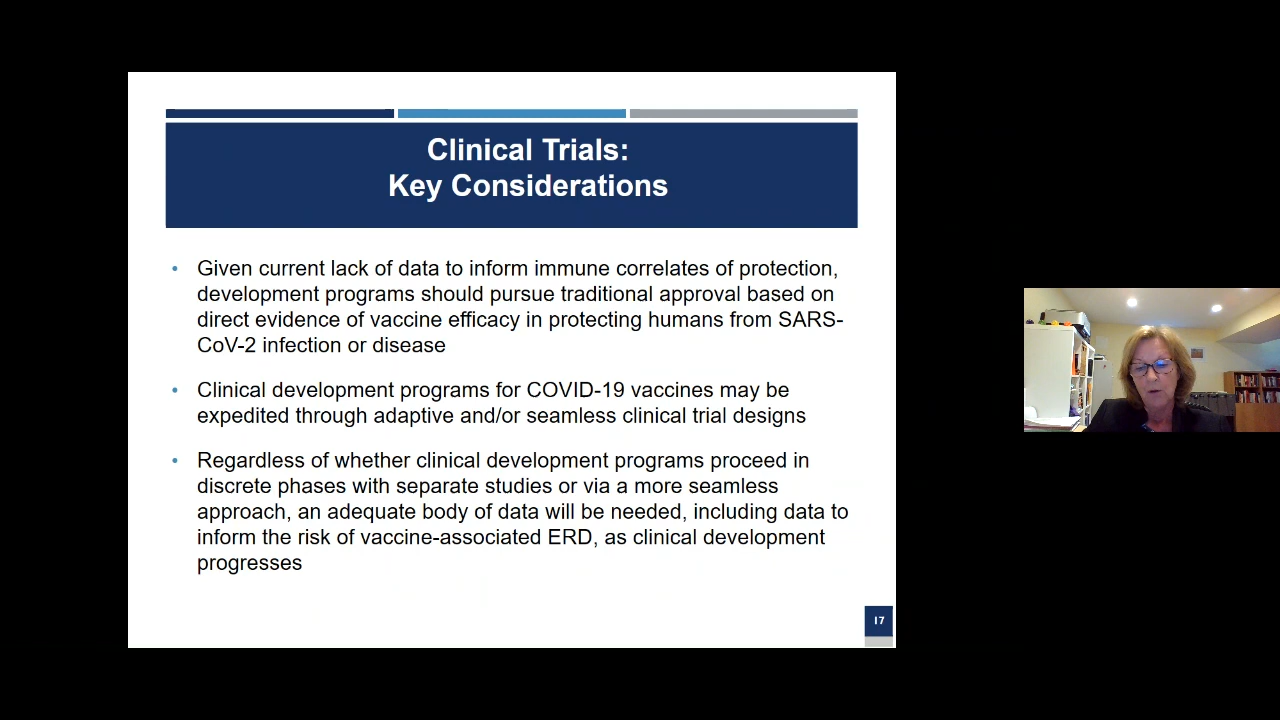 Clinical Trials:
Key Considerations
• Given current lack of data to inform immune correlates of protection,
development programs should pursue traditional approval based on
direct evidence of vaccine efficacy in protecting humans from SARS-
CoV-2 infection or disease
• Clinical development programs for COVID-19 vaccines may be
expedited through adaptive and/or seamless clinical trial designs
• Regardless of whether clinical development programs proceed in
discrete phases with separate studies or via a more seamless
approach, an adequate body of data will be needed, including data to
inform the risk of vaccine-associated ERD, as clinical development
progresses
17